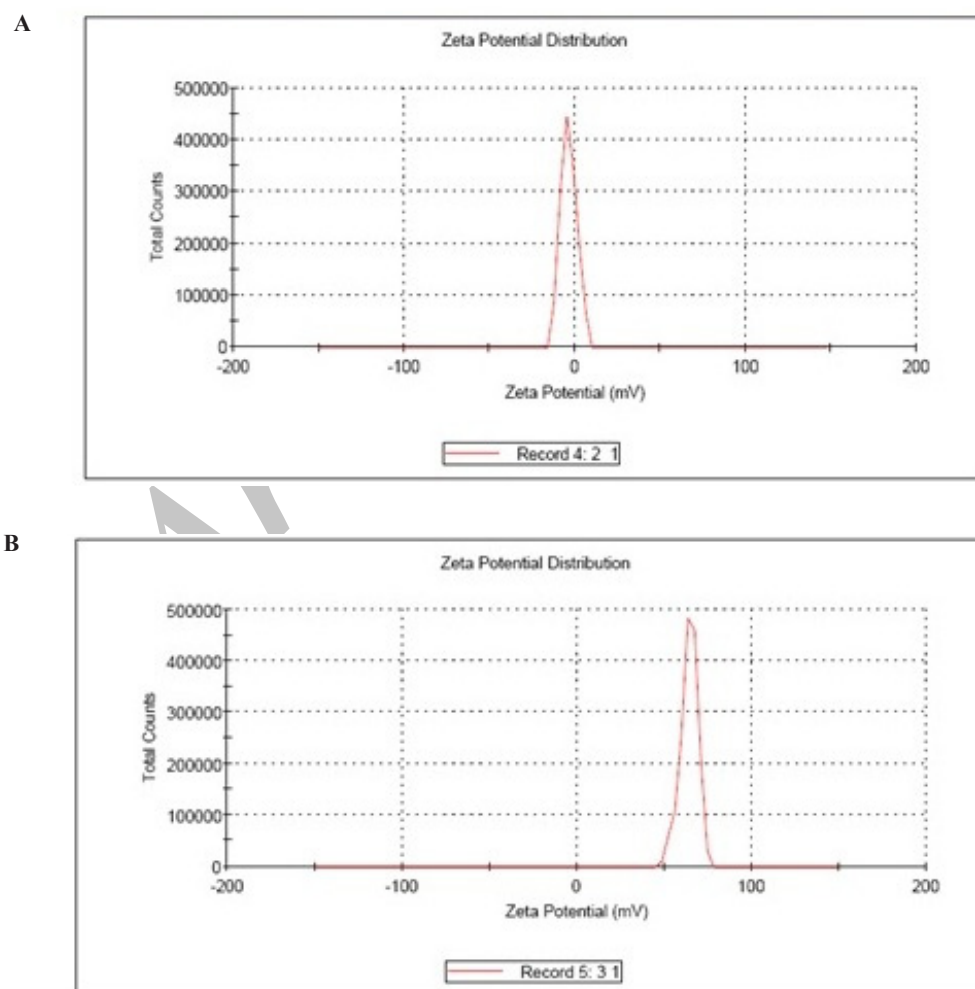 A
Zeta Potential Distribution
500000
400000
300000
200000
100000
0
Total Counts
-200 -100 0 100 200
Zeta Potential (mV)
Record 4: 2 1
B
Zeta Potential Distribution
500000
400000
300000
200000
100000
0
Total Counts
-200 -100 0 100 200
Zeta Potential (mV)
Record 5: 3 1